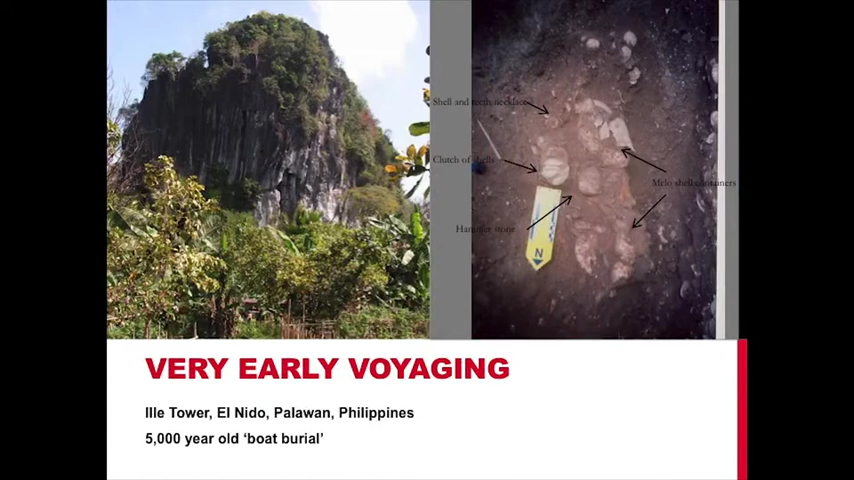 Shell and teeth necklace
Clutch of shells
Melo shell containers
Hammer stone
N
VERY EARLY VOYAGING
Ille Tower, El Nido, Palawan, Philippines
5,000 year old ‘boat burial’